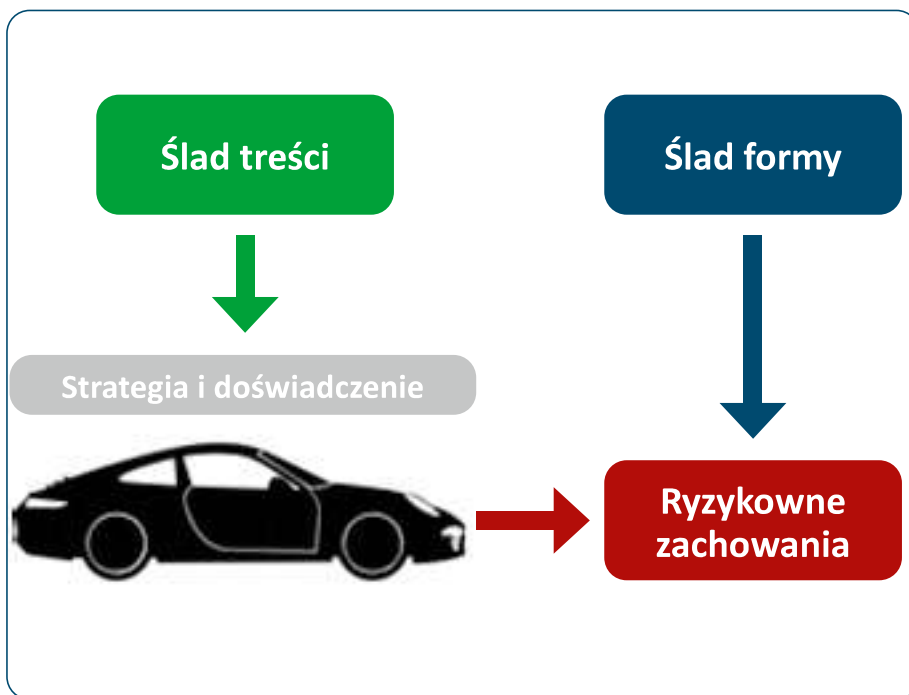 Ślad treści
Ślad formy
Strategia i doświadczenie
Ryzykowne
zachowania